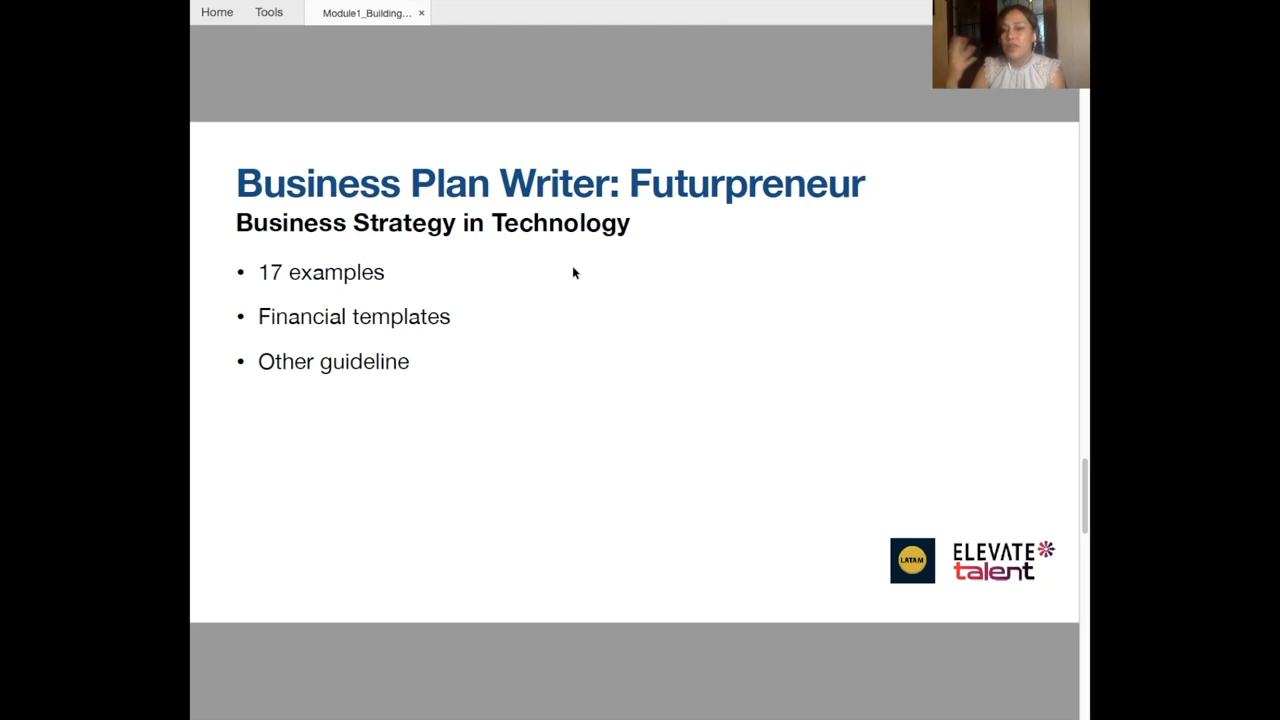 Home Tools Module1_Building... ×
Business Plan Writer: Futurpreneur
Business Strategy in Technology
• 17 examples
• Financial templates
• Other guideline
LATAM
ELEVATE
talent